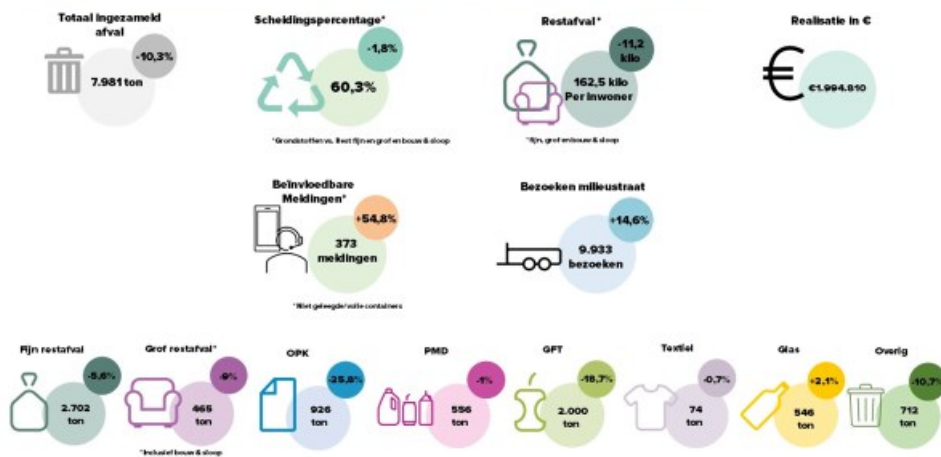 Totaal ingezameld
afval
-10,3%
7.981 ton
Scheidingspercentage*
-1,8%
60,3%
*Grondstoffen vs. Rest fijn en grof en bouw & sloop
Restafval*
-11,2
kilo
162,5 kilo
Per inwoner
*Fijn, grof en bouw & sloop
Realisatie in €
€1.994.810
Beïnvloedbare
Meldingen*
+54,8%
373
meldingen
*Niet geleegde volle containers
Bezoeken milieustraat
+14,6%
9.933
bezoeken
Fijn restafval
-5,6%
2.702
ton
Grof restafval*
-9%
465
ton
*Inclusief bouw & sloop
OPK
-25,8%
926
ton
PMD
-1%
556
ton
GFT
-18,7%
2.000
ton
Textiel
-0,7%
74
ton
Glas
+2,1%
546
ton
Overig
-10,7%
712
ton